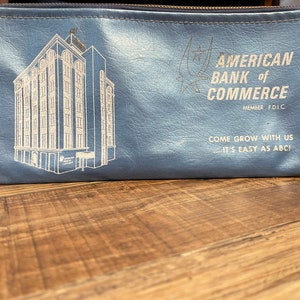 AMERICAN
BANK of
COMMERCE
MEMBER F.D.I.C.
COME GROW WITH US
...IT'S EASY AS ABC!